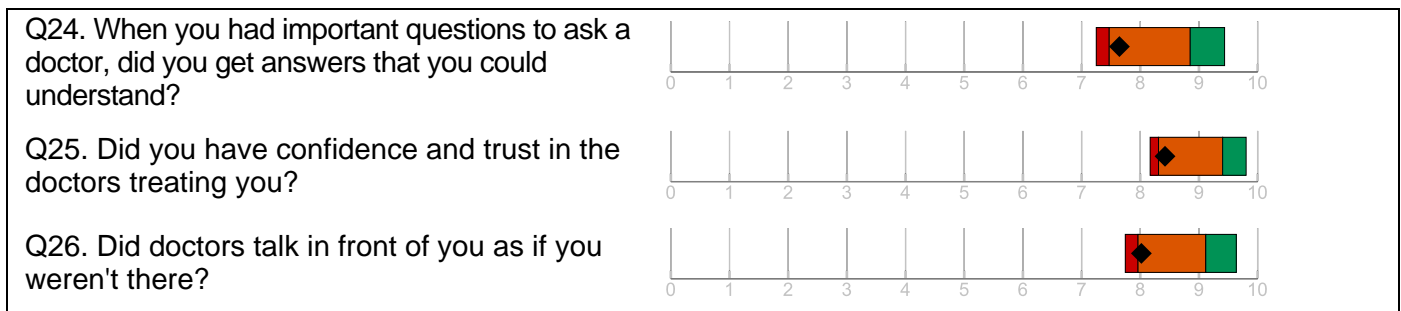 Q24. When you had important questions to ask a
doctor, did you get answers that you could
understand?
0 1 2 3 4 5 6 7 8 9 10
Q25. Did you have confidence and trust in the
doctors treating you?
0 1 2 3 4 5 6 7 8 9 10
Q26. Did doctors talk in front of you as if you
weren't there?
0 1 2 3 4 5 6 7 8 9 10